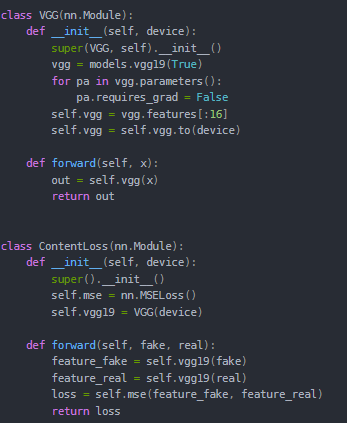 class VGG(nn.Module):
    def __init__(self, device):
        super(VGG, self).__init__()
        vgg = models.vgg19(True)
        for pa in vgg.parameters():
            pa.requires_grad = False
        self.vgg = vgg.features[:16]
        self.vgg = self.vgg.to(device)

    def forward(self, x):
        out = self.vgg(x)
        return out


class ContentLoss(nn.Module):
    def __init__(self, device):
        super().__init__()
        self.mse = nn.MSELoss()
        self.vgg19 = VGG(device)

    def forward(self, fake, real):
        feature_fake = self.vgg19(fake)
        feature_real = self.vgg19(real)
        loss = self.mse(feature_fake, feature_real)
        return loss